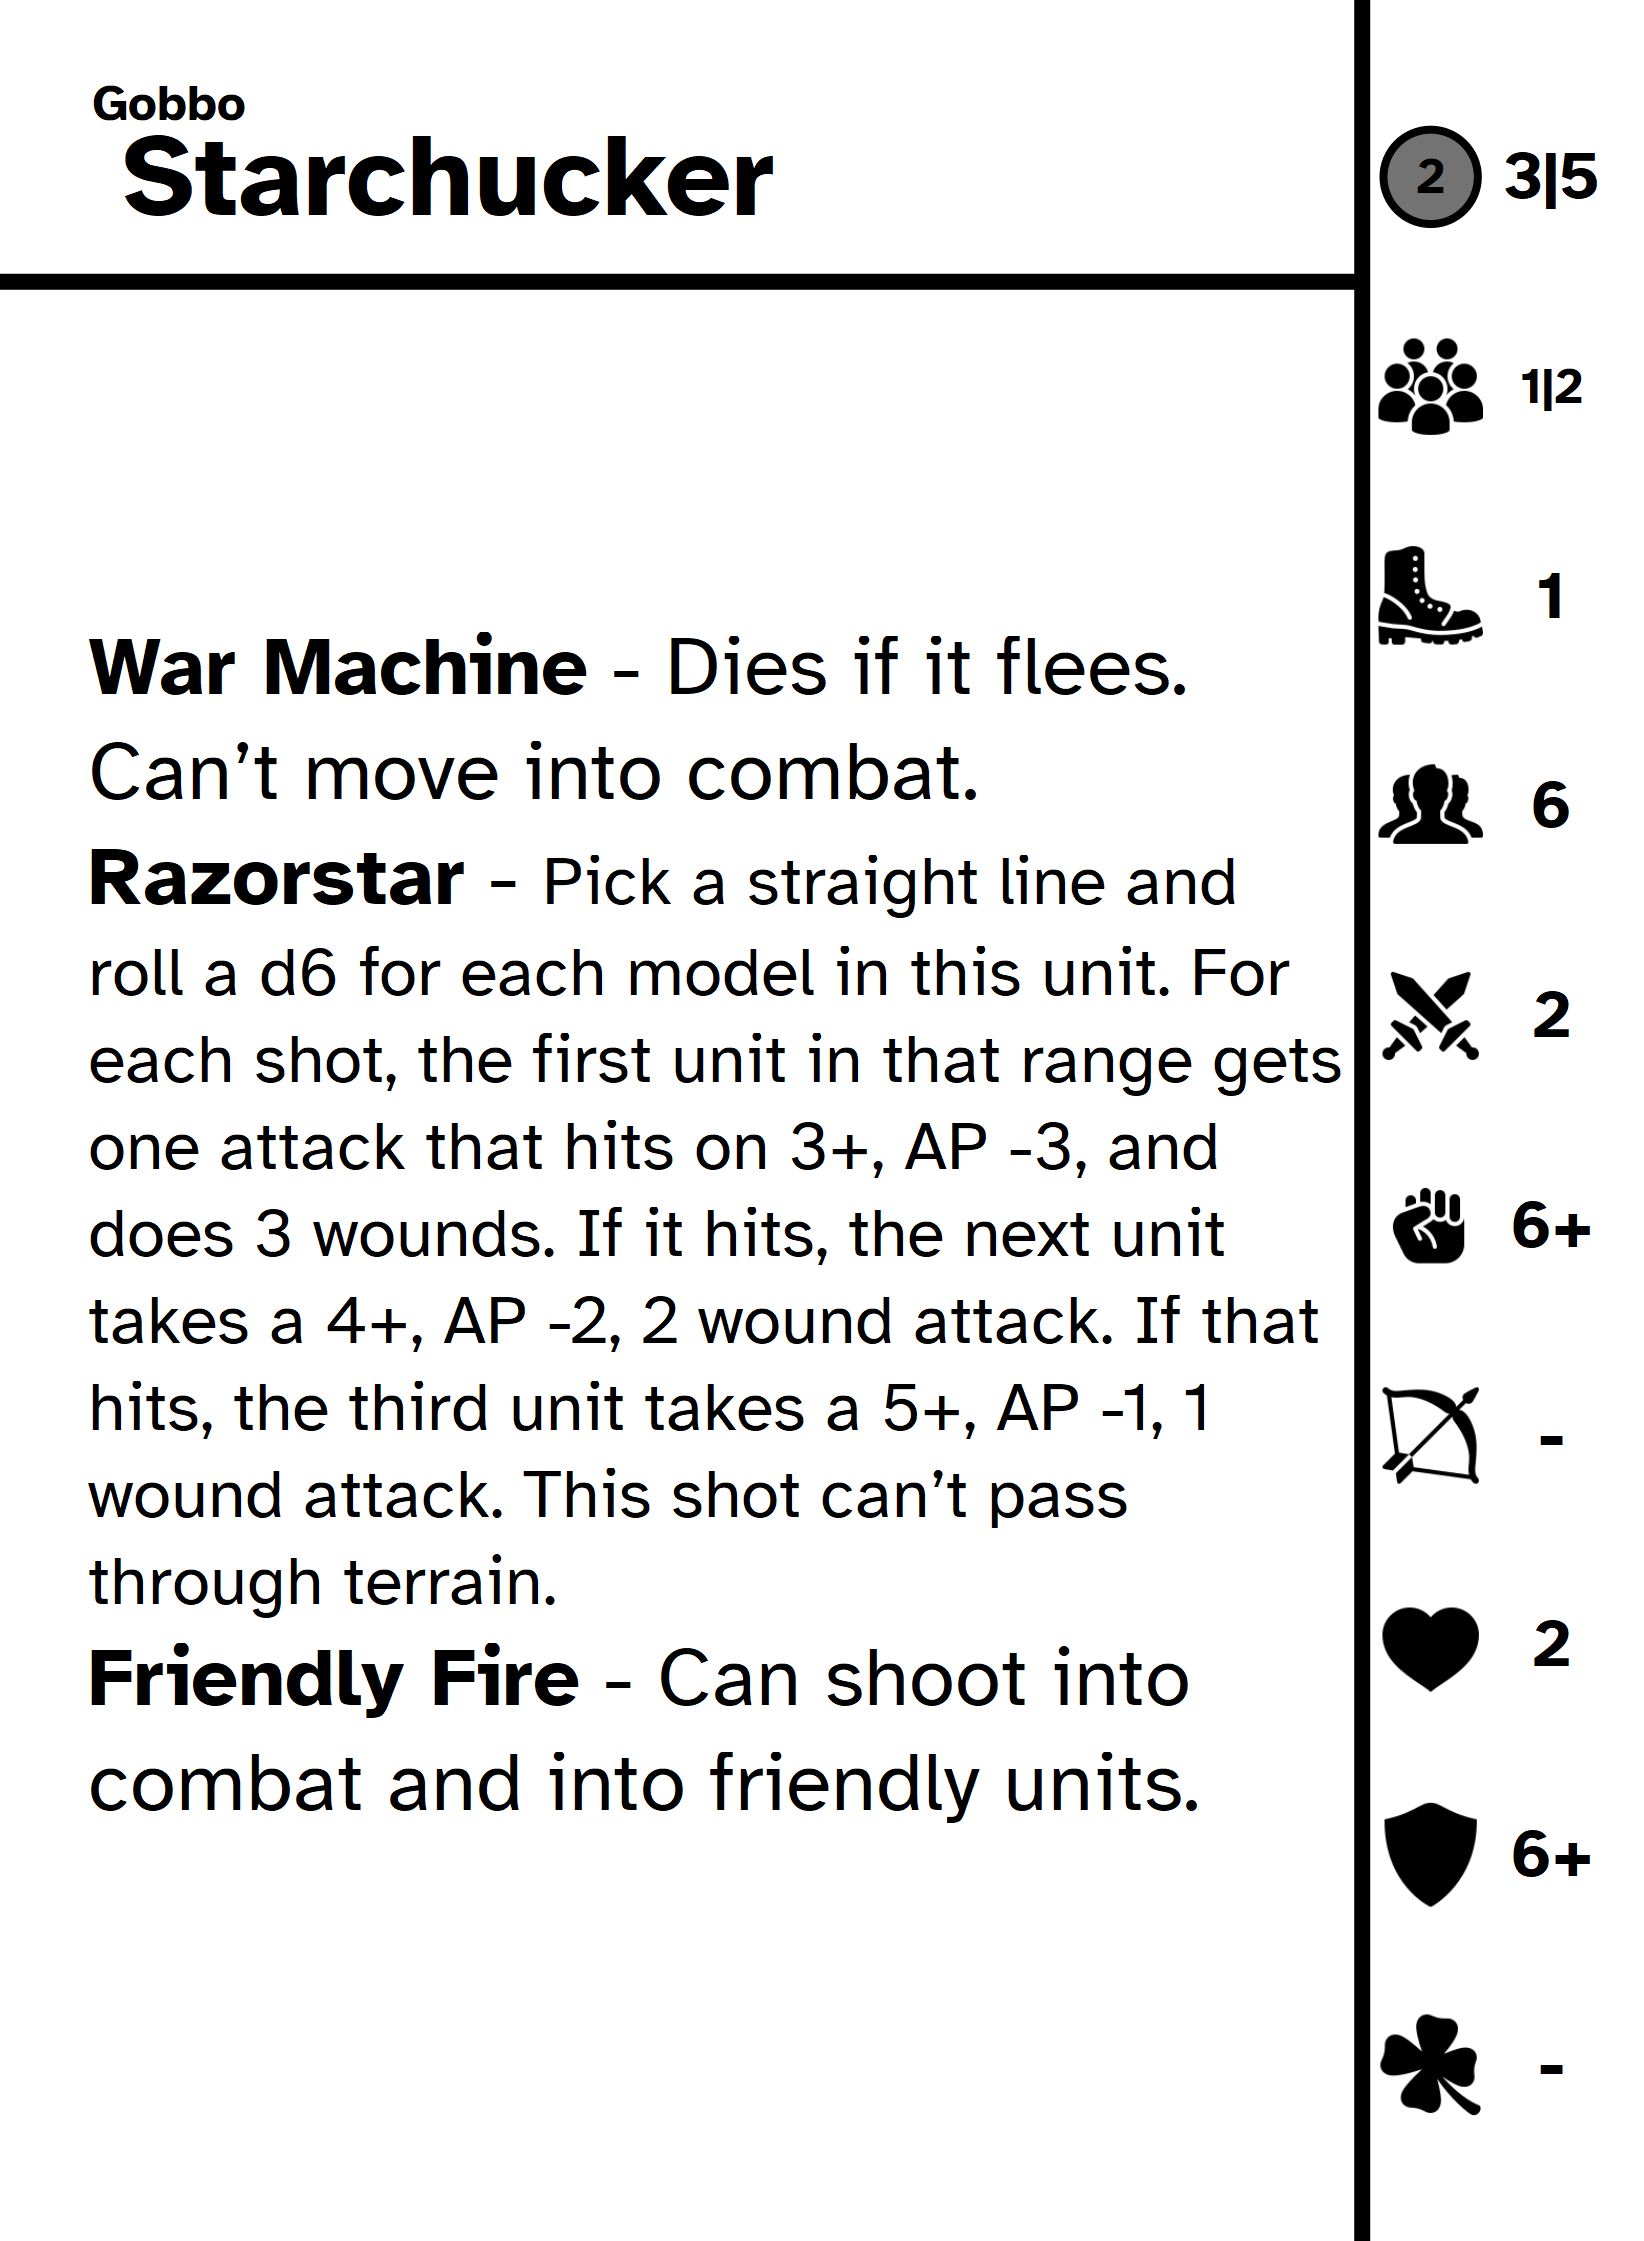 Gobbo
Starchucker
2 3|5
1|2
1
6
2
6+
-
2
6+
-
War Machine - Dies if it flees.
Can’t move into combat.
Razorstar - Pick a straight line and
roll a d6 for each model in this unit. For
each shot, the first unit in that range gets
one attack that hits on 3+, AP -3, and
does 3 wounds. If it hits, the next unit
takes a 4+, AP -2, 2 wound attack. If that
hits, the third unit takes a 5+, AP -1, 1
wound attack. This shot can’t pass
through terrain.
Friendly Fire - Can shoot into
combat and into friendly units.